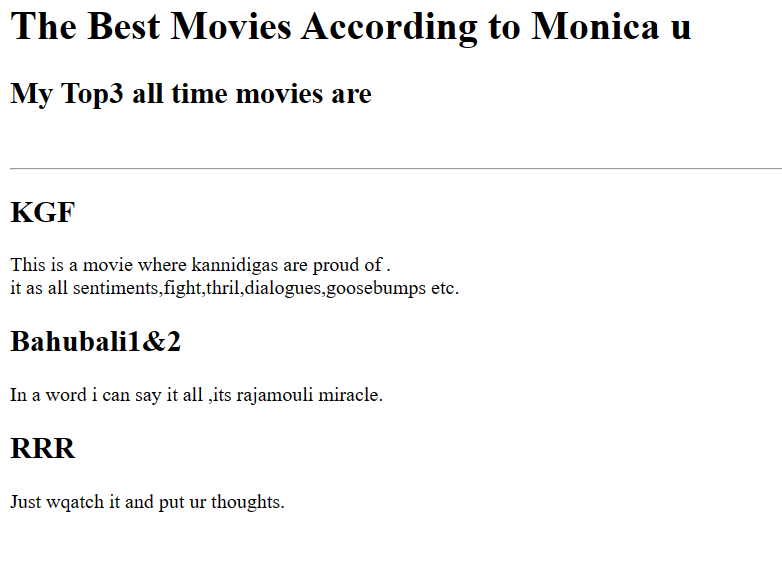 The Best Movies According to Monica u
My Top3 all time movies are
KGF
This is a movie where kannidigas are proud of .
it as all sentiments,fight,thril,dialogues,goosebumps etc.
Bahubali1&2
In a word i can say it all ,its rajamouli miracle.
RRR
Just wqatch it and put ur thoughts.